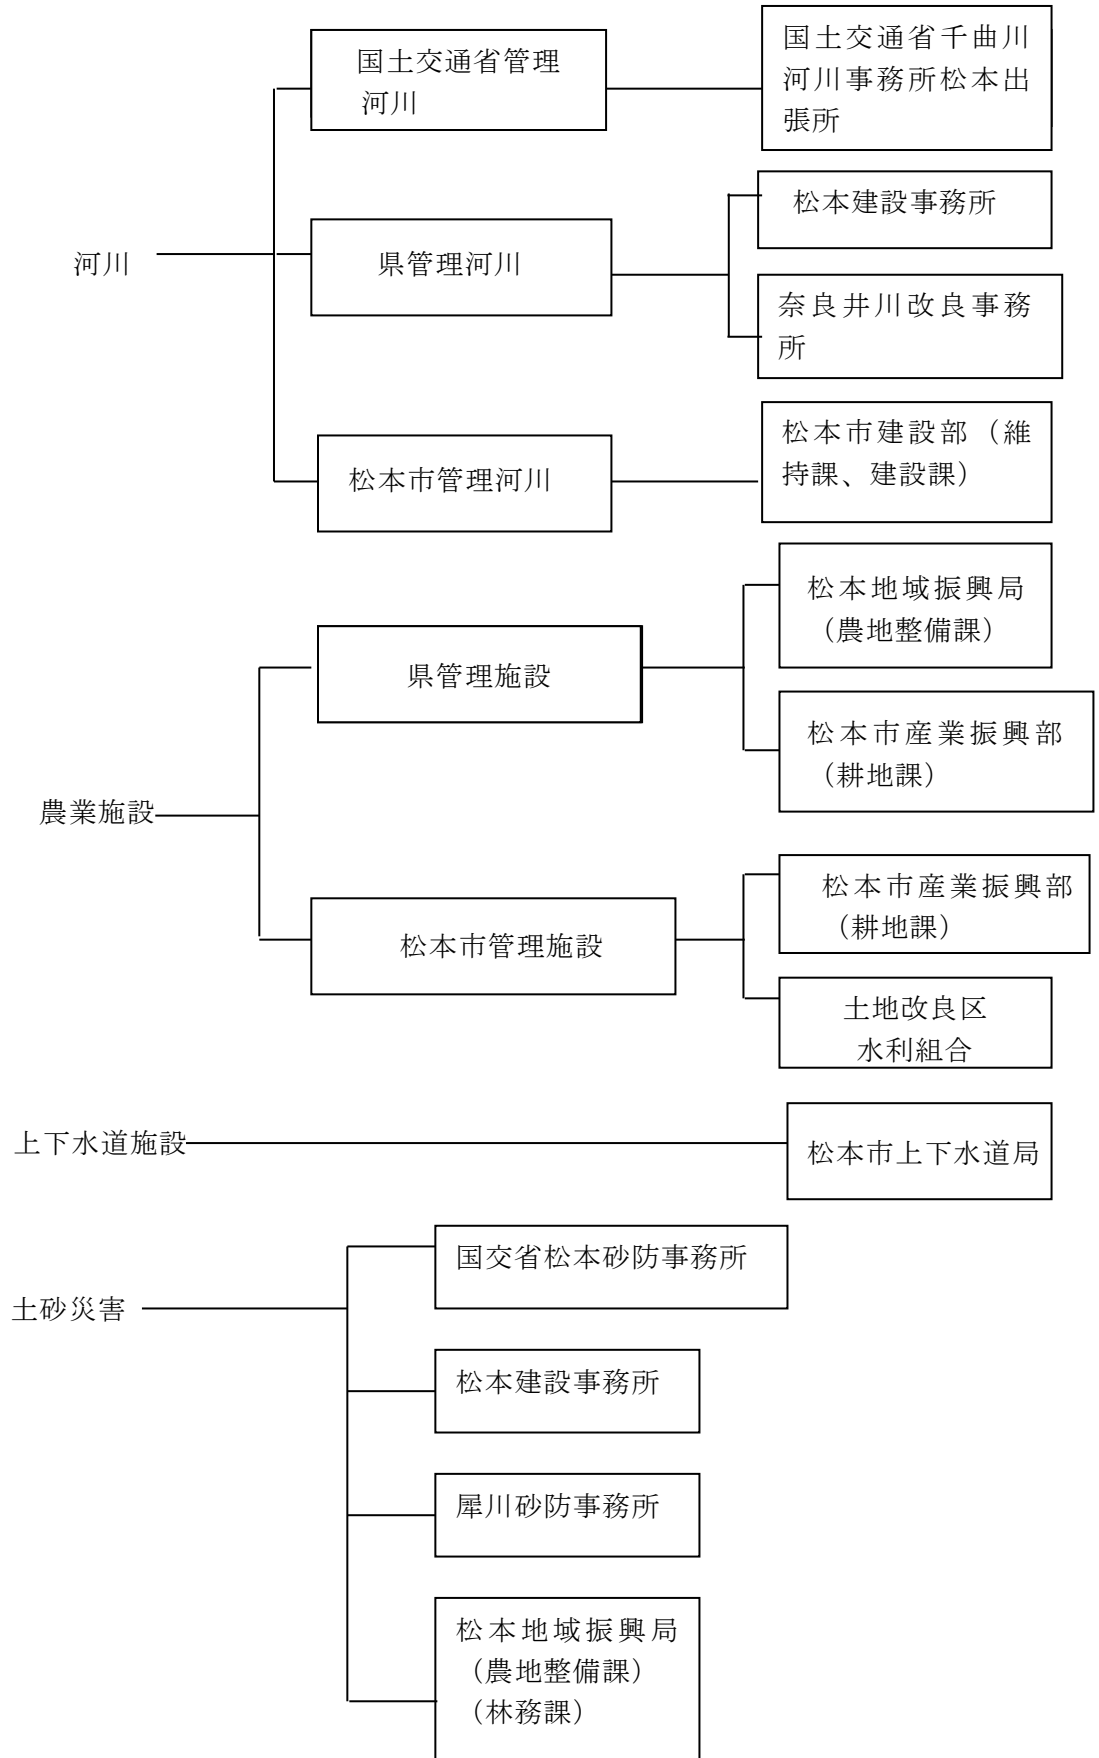 国土交通省管理
河川
国土交通省千曲川
河川事務所松本出
張所
河川
県管理河川
松本建設事務所
奈良井川改良事務
所
松本市管理河川
松本市建設部（維
持課、建設課）
農業施設
県管理施設
松本地域振興局
（農地整備課）
松本市産業振興部
（耕地課）
松本市管理施設
松本市産業振興部
（耕地課）
土地改良区
水利組合
上下水道施設
松本市上下水道局
土砂災害
国交省松本砂防事務所
松本建設事務所
犀川砂防事務所
松本地域振興局
（農地整備課）
（林務課）